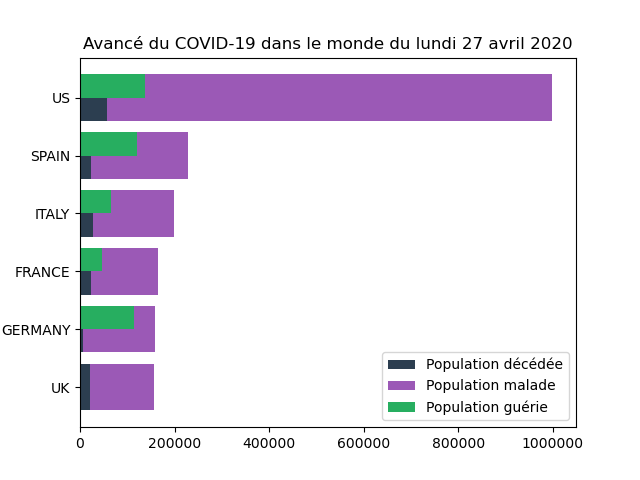 Avancé du COVID-19 dans le monde du lundi 27 avril 2020
US
SPAIN
ITALY
FRANCE
GERMANY
UK
Population décédée
Population malade
Population guérie
0 200000 400000 600000 800000 1000000